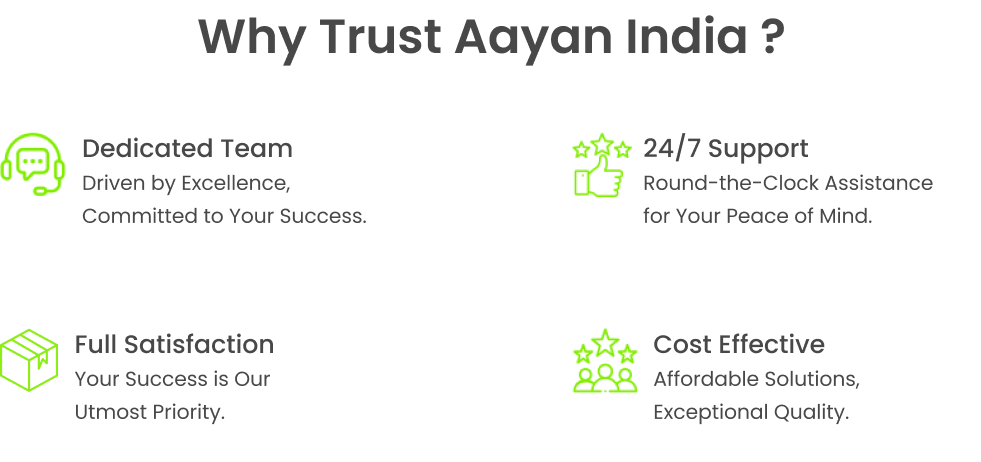 Why Trust Aayan India ?
Dedicated Team
Driven by Excellence,
Committed to Your Success.
24/7 Support
Round-the-Clock Assistance
for Your Peace of Mind.
Full Satisfaction
Your Success is Our
Utmost Priority.
Cost Effective
Affordable Solutions,
Exceptional Quality.